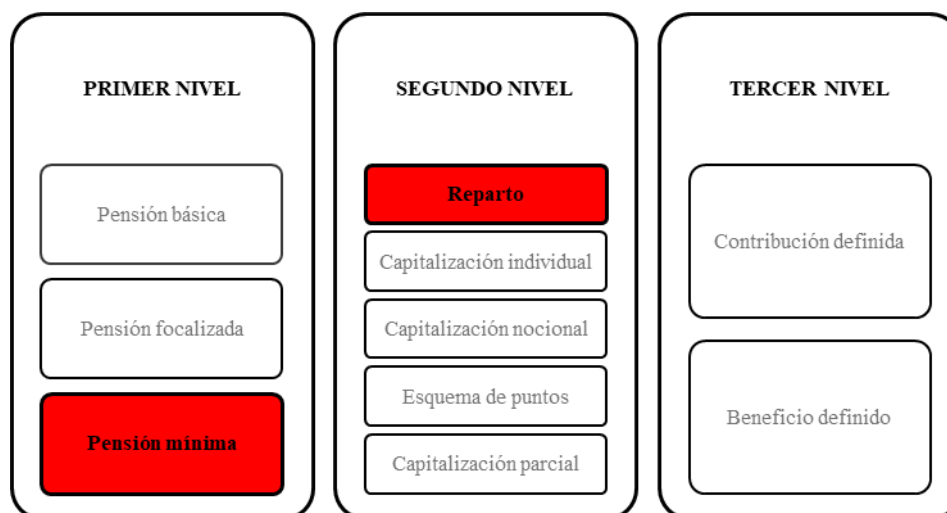 PRIMER NIVEL
Pensión básica
Pensión focalizada
Pensión mínima
SEGUNDO NIVEL
Reparto
Capitalización individual
Capitalización nocional
Esquema de puntos
Capitalización parcial
TERCER NIVEL
Contribución definida
Beneficio definido